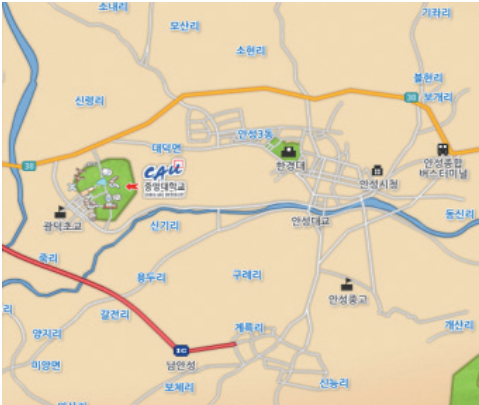 소내리
모산리
기좌리
소현리
불현리
38
보개리
신령리
안성3동
대덕면
한경대
안성종합
버스터미널
CAU
중앙대학교
안성시청
38
광덕초교
신기리
안성대교
동신리
죽리
용두리
구례리
안성중고
리
갈전리
계륵리
개산리
양지리
IC
남안성
미양면
보체리
신능리